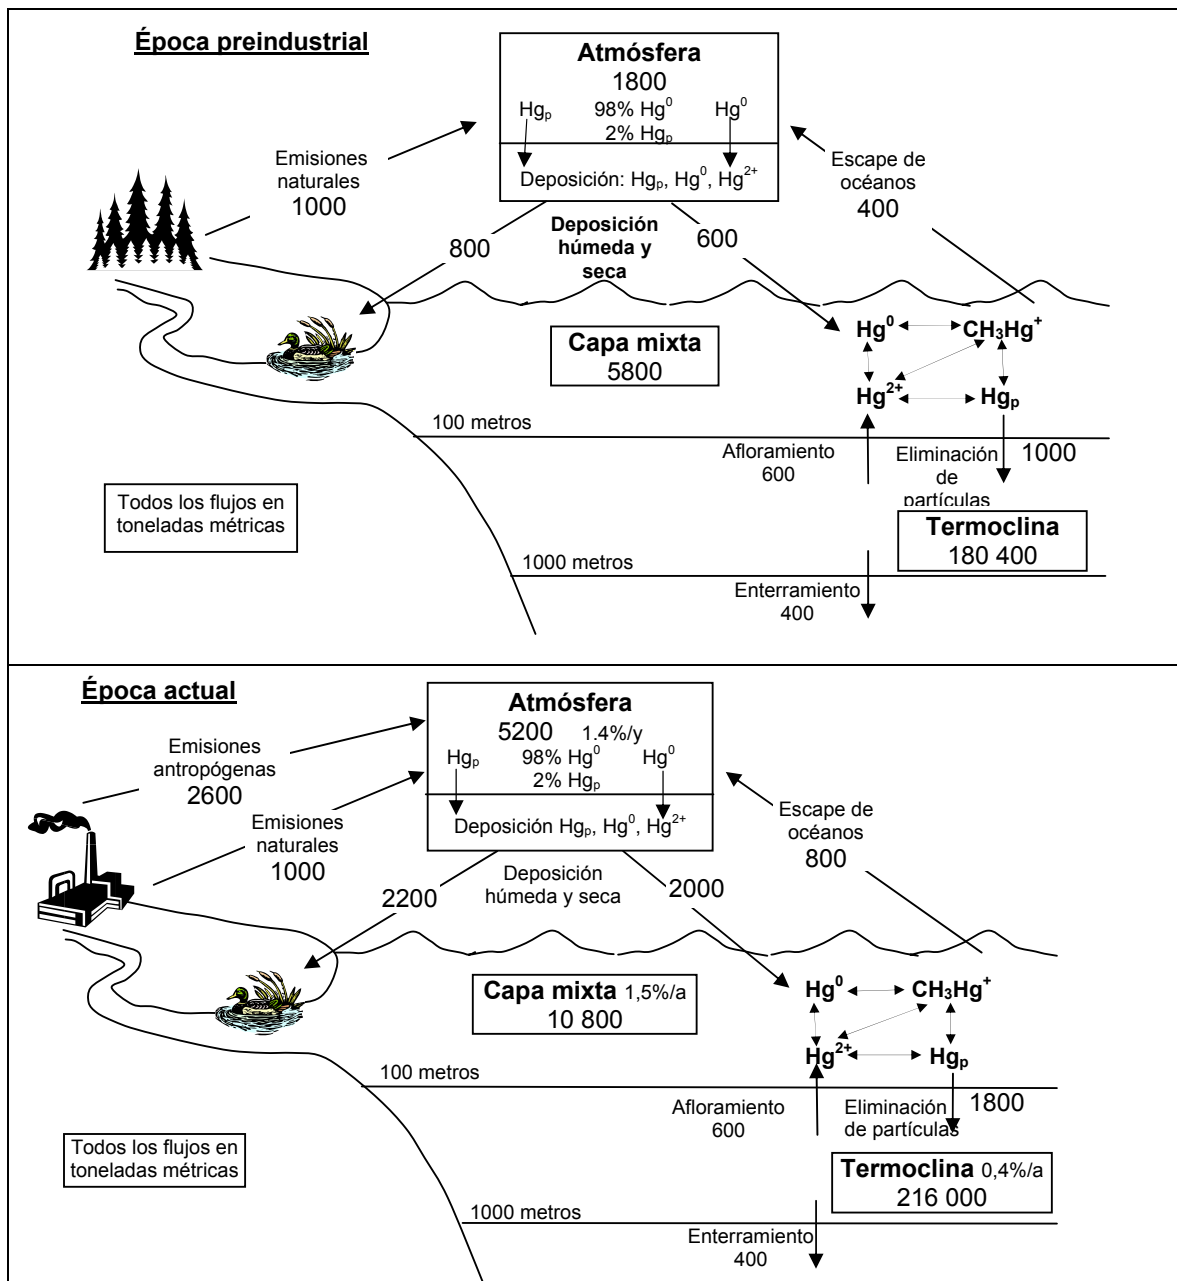 Época preindustrial
Atmósfera
1800
Hgp 98% Hg0 Hg0
2% Hgp
Deposición: Hgp, Hg0, Hg2+
Emisiones
naturales
1000
Escape de
océanos
400
800
Deposición
húmeda y
seca
600
Capa mixta
5800
Hg0 CH3Hg+
Hg2+ Hgp
100 metros
Afloramiento
600
Eliminación
de
partículas
1000
Todos los flujos en
toneladas métricas
Termoclina
180 400
1000 metros
Enterramiento
400
Época actual
Atmósfera
5200 1.4%/y
Hgp 98% Hg0 Hg0
2% Hgp
Deposición Hgp, Hg0, Hg2+
Emisiones
antropógenas
2600
Emisiones
naturales
1000
Escape de
océanos
800
2200
Deposición
húmeda y seca
2000
Capa mixta 1,5%/a
10 800
Hg0 CH3Hg+
Hg2+ Hgp
100 metros
Afloramiento
600
Eliminación
de partículas
1800
Todos los flujos en
toneladas métricas
Termoclina 0,4%/a
216 000
1000 metros
Enterramiento
400